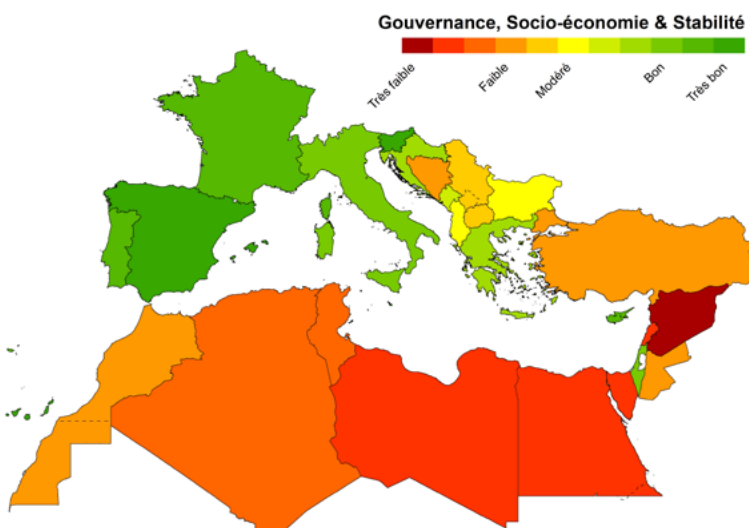 Gouvernance, Socio-économie & Stabilité
Très faible
Faible
Modéré
Bon
Très bon